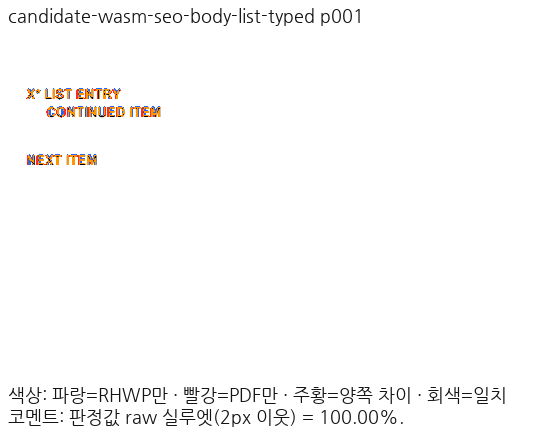 candidate-wasm-seo-body-list-typed p001
X* LIST ENTRY
CONTINUED ITEM
NEXT ITEM
색상: 파랑=RHWP만 · 빨강=PDF만 · 주황=양쪽 차이 · 회색=일치
코멘트: 판정값 raw 실루엣(2px 이웃) = 100.00%.